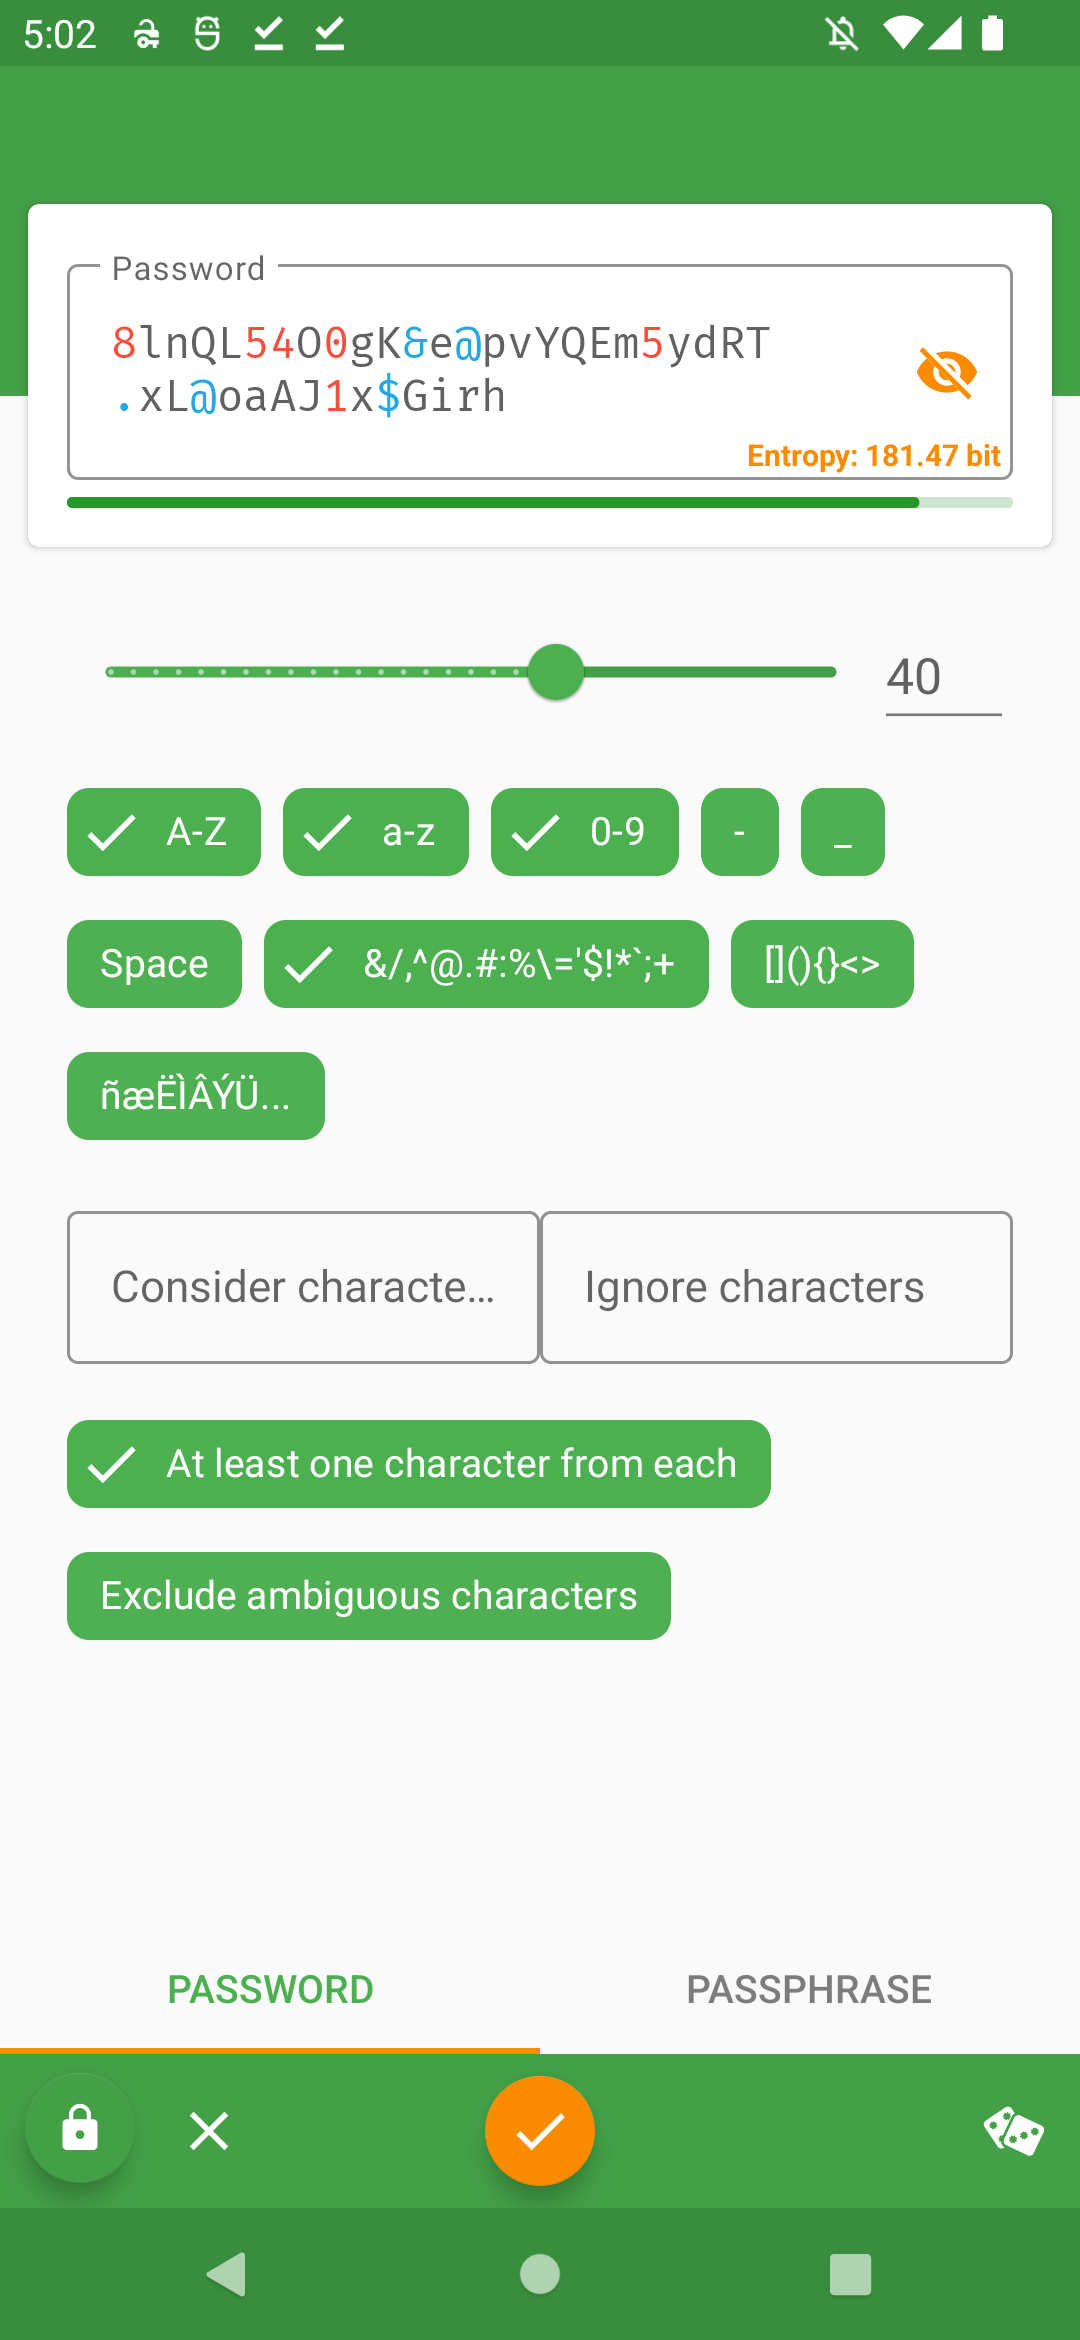 5:02
Password
8lnQL54O0gK&e@pvYQEm5ydRT
.xL@oaAJ1x$Girh
Entropy: 181.47 bit
40
A-Z
a-z
0-9
-
_
Space
&/,^@.#:%\='$!*`;+
[](){}<>
ñæËÌÂÝÜ...
Consider characte...
Ignore characters
At least one character from each
Exclude ambiguous characters
PASSWORD
PASSPHRASE